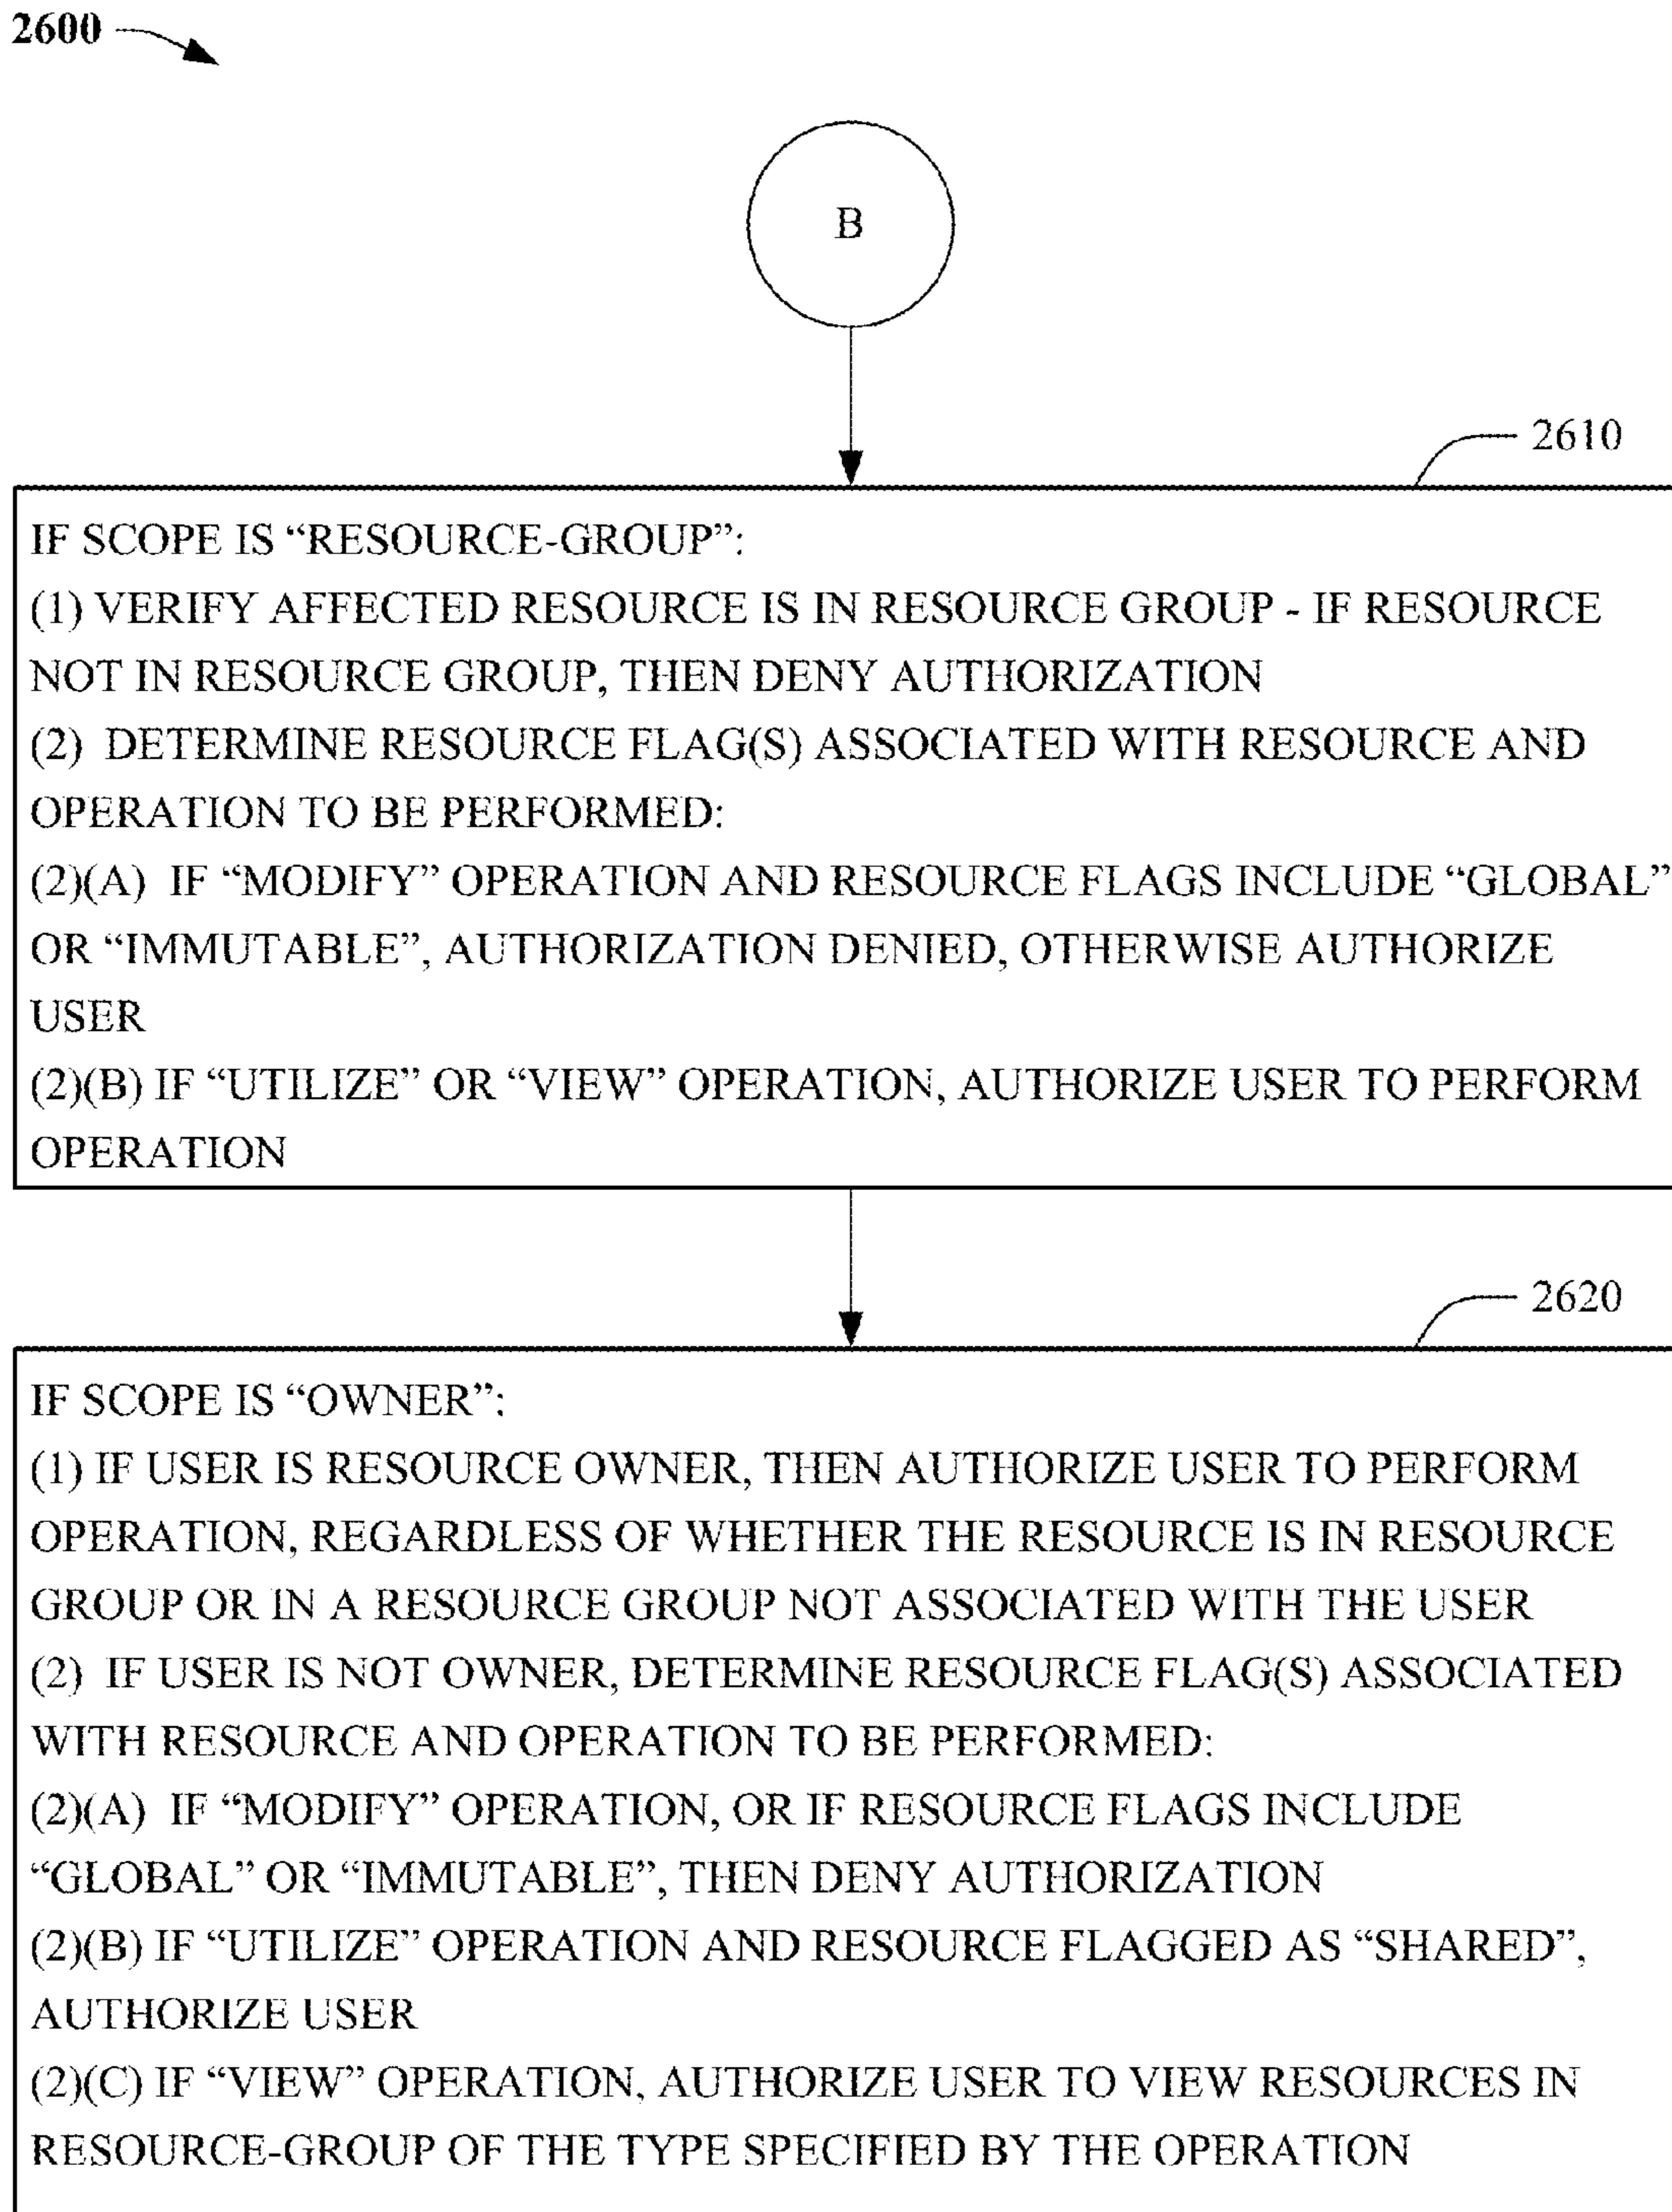 2600
B
2610
IF SCOPE IS “RESOURCE-GROUP”:
(1) VERIFY AFFECTED RESOURCE IS IN RESOURCE GROUP - IF RESOURCE
NOT IN RESOURCE GROUP, THEN DENY AUTHORIZATION
(2) DETERMINE RESOURCE FLAG(S) ASSOCIATED WITH RESOURCE AND
OPERATION TO BE PERFORMED:
(2)(A) IF “MODIFY” OPERATION AND RESOURCE FLAGS INCLUDE “GLOBAL”
OR “IMMUTABLE”, AUTHORIZATION DENIED, OTHERWISE AUTHORIZE
USER
(2)(B) IF “UTILIZE” OR “VIEW” OPERATION, AUTHORIZE USER TO PERFORM
OPERATION
2620
IF SCOPE IS “OWNER”:
(1) IF USER IS RESOURCE OWNER, THEN AUTHORIZE USER TO PERFORM
OPERATION, REGARDLESS OF WHETHER THE RESOURCE IS IN RESOURCE
GROUP OR IN A RESOURCE GROUP NOT ASSOCIATED WITH THE USER
(2) IF USER IS NOT OWNER, DETERMINE RESOURCE FLAG(S) ASSOCIATED
WITH RESOURCE AND OPERATION TO BE PERFORMED:
(2)(A) IF “MODIFY” OPERATION, OR IF RESOURCE FLAGS INCLUDE
“GLOBAL” OR “IMMUTABLE”, THEN DENY AUTHORIZATION
(2)(B) IF “UTILIZE” OPERATION AND RESOURCE FLAGGED AS “SHARED”,
AUTHORIZE USER
(2)(C) IF “VIEW” OPERATION, AUTHORIZE USER TO VIEW RESOURCES IN
RESOURCE-GROUP OF THE TYPE SPECIFIED BY THE OPERATION